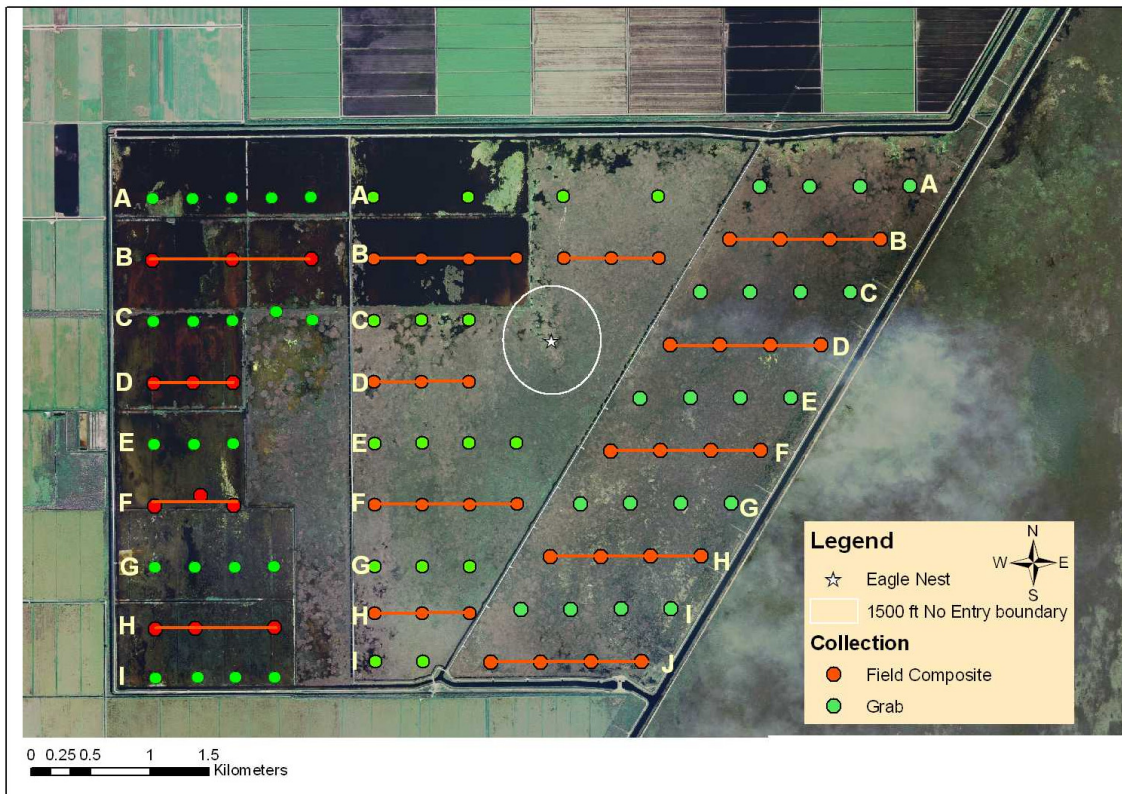 A A A
B B B
C C C
D D D
E E E
F F F
G G G
H H H
I I I
J
Legend
N
W E
S
Eagle Nest
1500 ft No Entry boundary
Collection
Field Composite
Grab
0 0.25 0.5 1 1.5
Kilometers